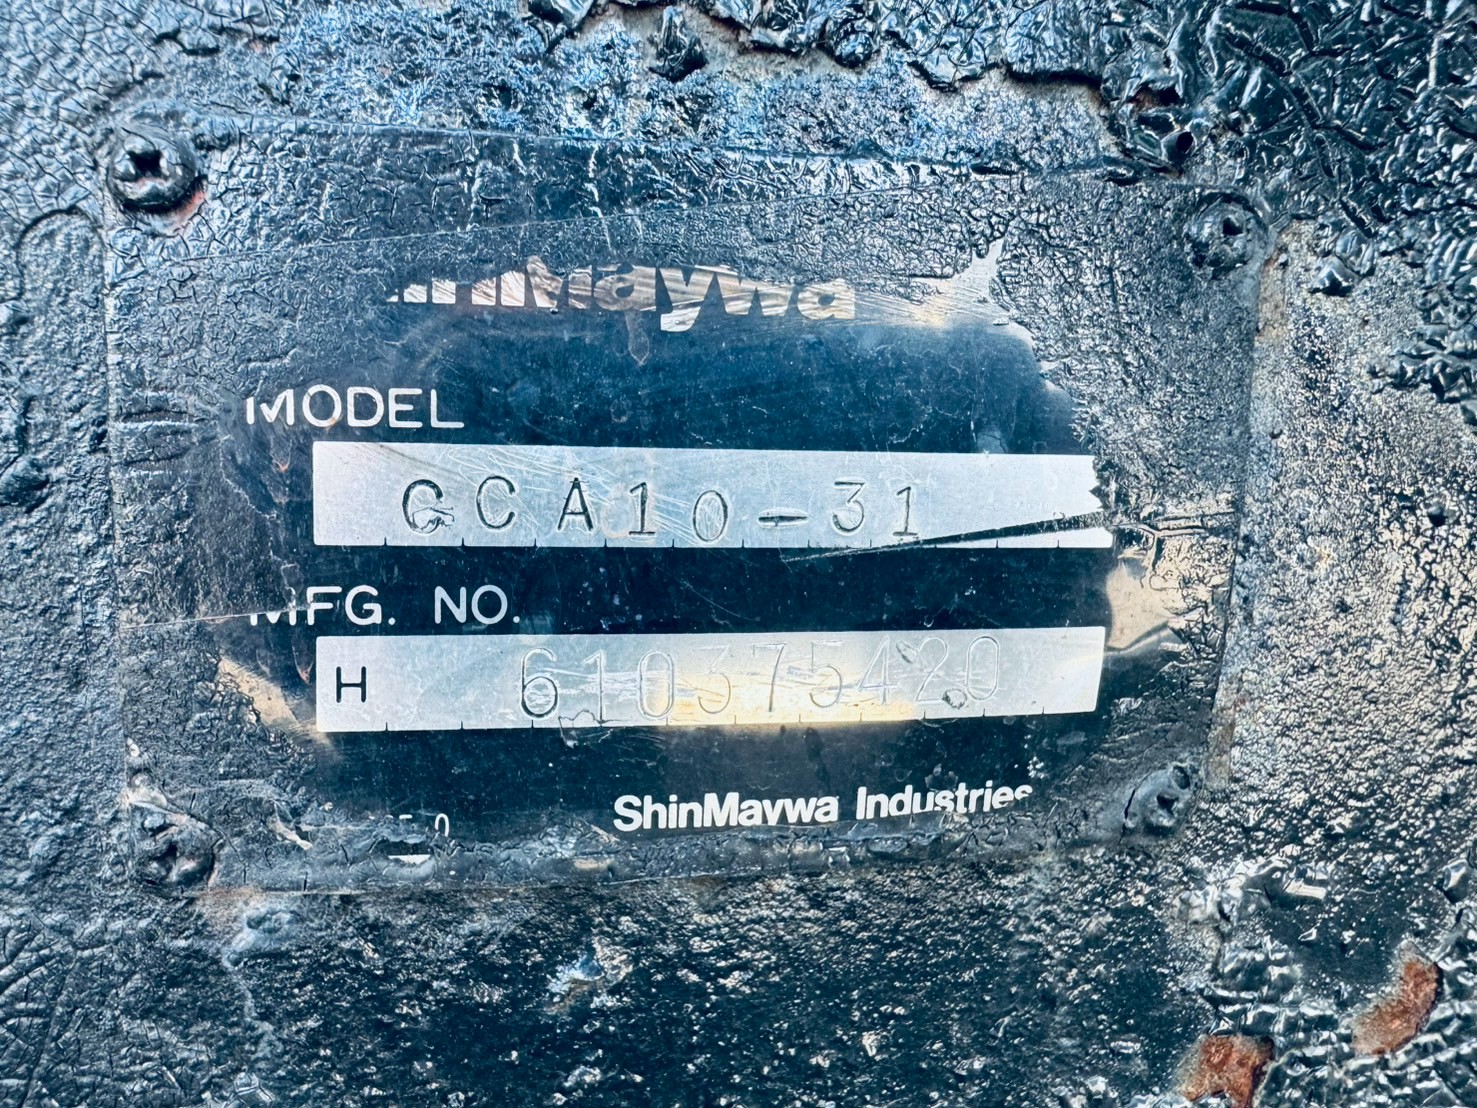 ShinMaywa
MODEL
GCA10-31
MFG. NO.
H 610375420
ShinMaywa Industries